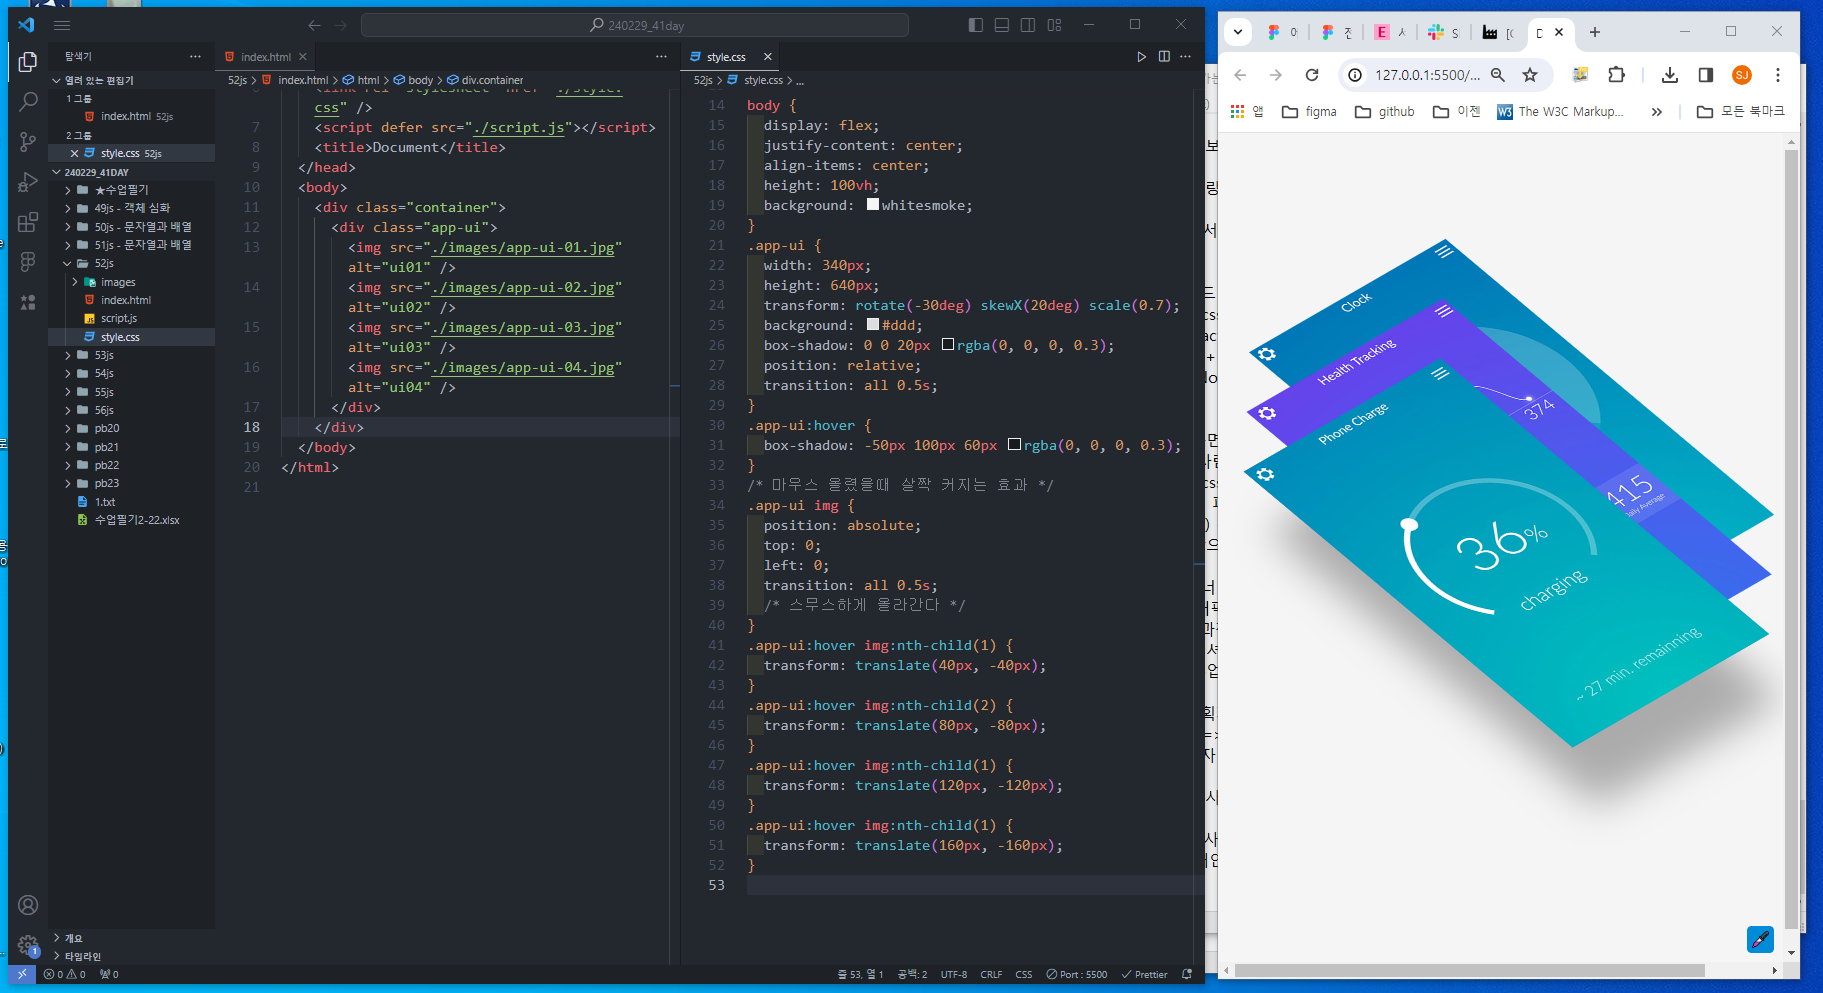 240229_41day
탐색기
열려 있는 편집기
1 그룹
index.html 52js
2 그룹
style.css 52js
240229_41DAY
★수업필기
49js - 객체 심화
50js - 문자열과 배열
51js - 문자열과 배열
52js
images
index.html
script.js
style.css
53js
54js
55js
56js
pb20
pb21
pb22
pb23
1.txt
수업필기2-22.xlsx
개요
타임라인
index.html
52js > index.html > html > body > div.container
css" />
7 <script defer src="./script.js"></script>
8 <title>Document</title>
9 </head>
10 <body>
11 <div class="container">
12 <div class="app-ui">
13 <img src="./images/app-ui-01.jpg"
alt="ui01" />
14 <img src="./images/app-ui-02.jpg"
alt="ui02" />
15 <img src="./images/app-ui-03.jpg"
alt="ui03" />
16 <img src="./images/app-ui-04.jpg"
alt="ui04" />
17 </div>
18 </div>
19 </body>
20 </html>
21
style.css
52js > style.css > ...
14 body {
15 display: flex;
16 justify-content: center;
17 align-items: center;
18 height: 100vh;
19 background: whitesmoke;
20 }
21 .app-ui {
22 width: 340px;
23 height: 640px;
24 transform: rotate(-30deg) skewX(20deg) scale(0.7);
25 background: #ddd;
26 box-shadow: 0 0 20px rgba(0, 0, 0, 0.3);
27 position: relative;
28 transition: all 0.5s;
29 }
30 .app-ui:hover {
31 box-shadow: -50px 100px 60px rgba(0, 0, 0, 0.3);
32 }
33 /* 마우스 올렸을때 살짝 커지는 효과 */
34 .app-ui img {
35 position: absolute;
36 top: 0;
37 left: 0;
38 transition: all 0.5s;
39 /* 스무스하게 올라간다 */
40 }
41 .app-ui:hover img:nth-child(1) {
42 transform: translate(40px, -40px);
43 }
44 .app-ui:hover img:nth-child(2) {
45 transform: translate(80px, -80px);
46 }
47 .app-ui:hover img:nth-child(1) {
48 transform: translate(120px, -120px);
49 }
50 .app-ui:hover img:nth-child(1) {
51 transform: translate(160px, -160px);
52 }
53
0 0 0
줄 53, 열 1 공백: 2 UTF-8 CRLF CSS Port : 5500 Prettier
127.0.0.1:5500/...
SJ
앱 figma github 이젠 The W3C Markup... » 모든 북마크
Clock
Health Tracking
374
415
Daily Average
Phone Charge
36%
charging
~ 27 min. remainning